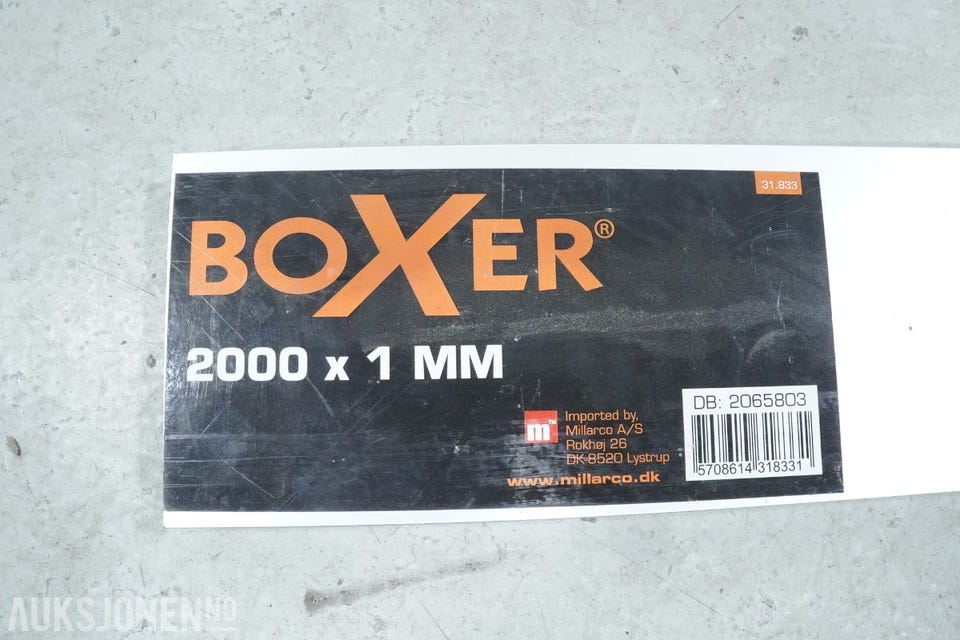 31.833
BOXER®
2000 x 1 MM
DB: 2065803
m™
Imported by,
Millarco A/S
Rokhøj 26
DK-8520 Lystrup
www.millarco.dk
5708614 318331
AUKSJONEN.NO